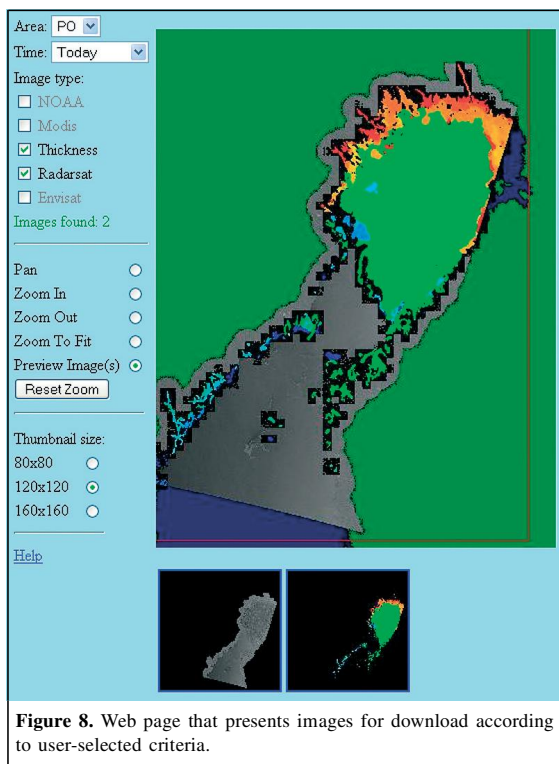 Area: PO
Time: Today
Image type:
NOAA
Modis
Thickness
Radarsat
Envisat
Images found: 2
Pan
Zoom In
Zoom Out
Zoom To Fit
Preview Image(s)
Reset Zoom
Thumbnail size:
80x80
120x120
160x160
Help
Figure 8. Web page that presents images for download according
to user-selected criteria.